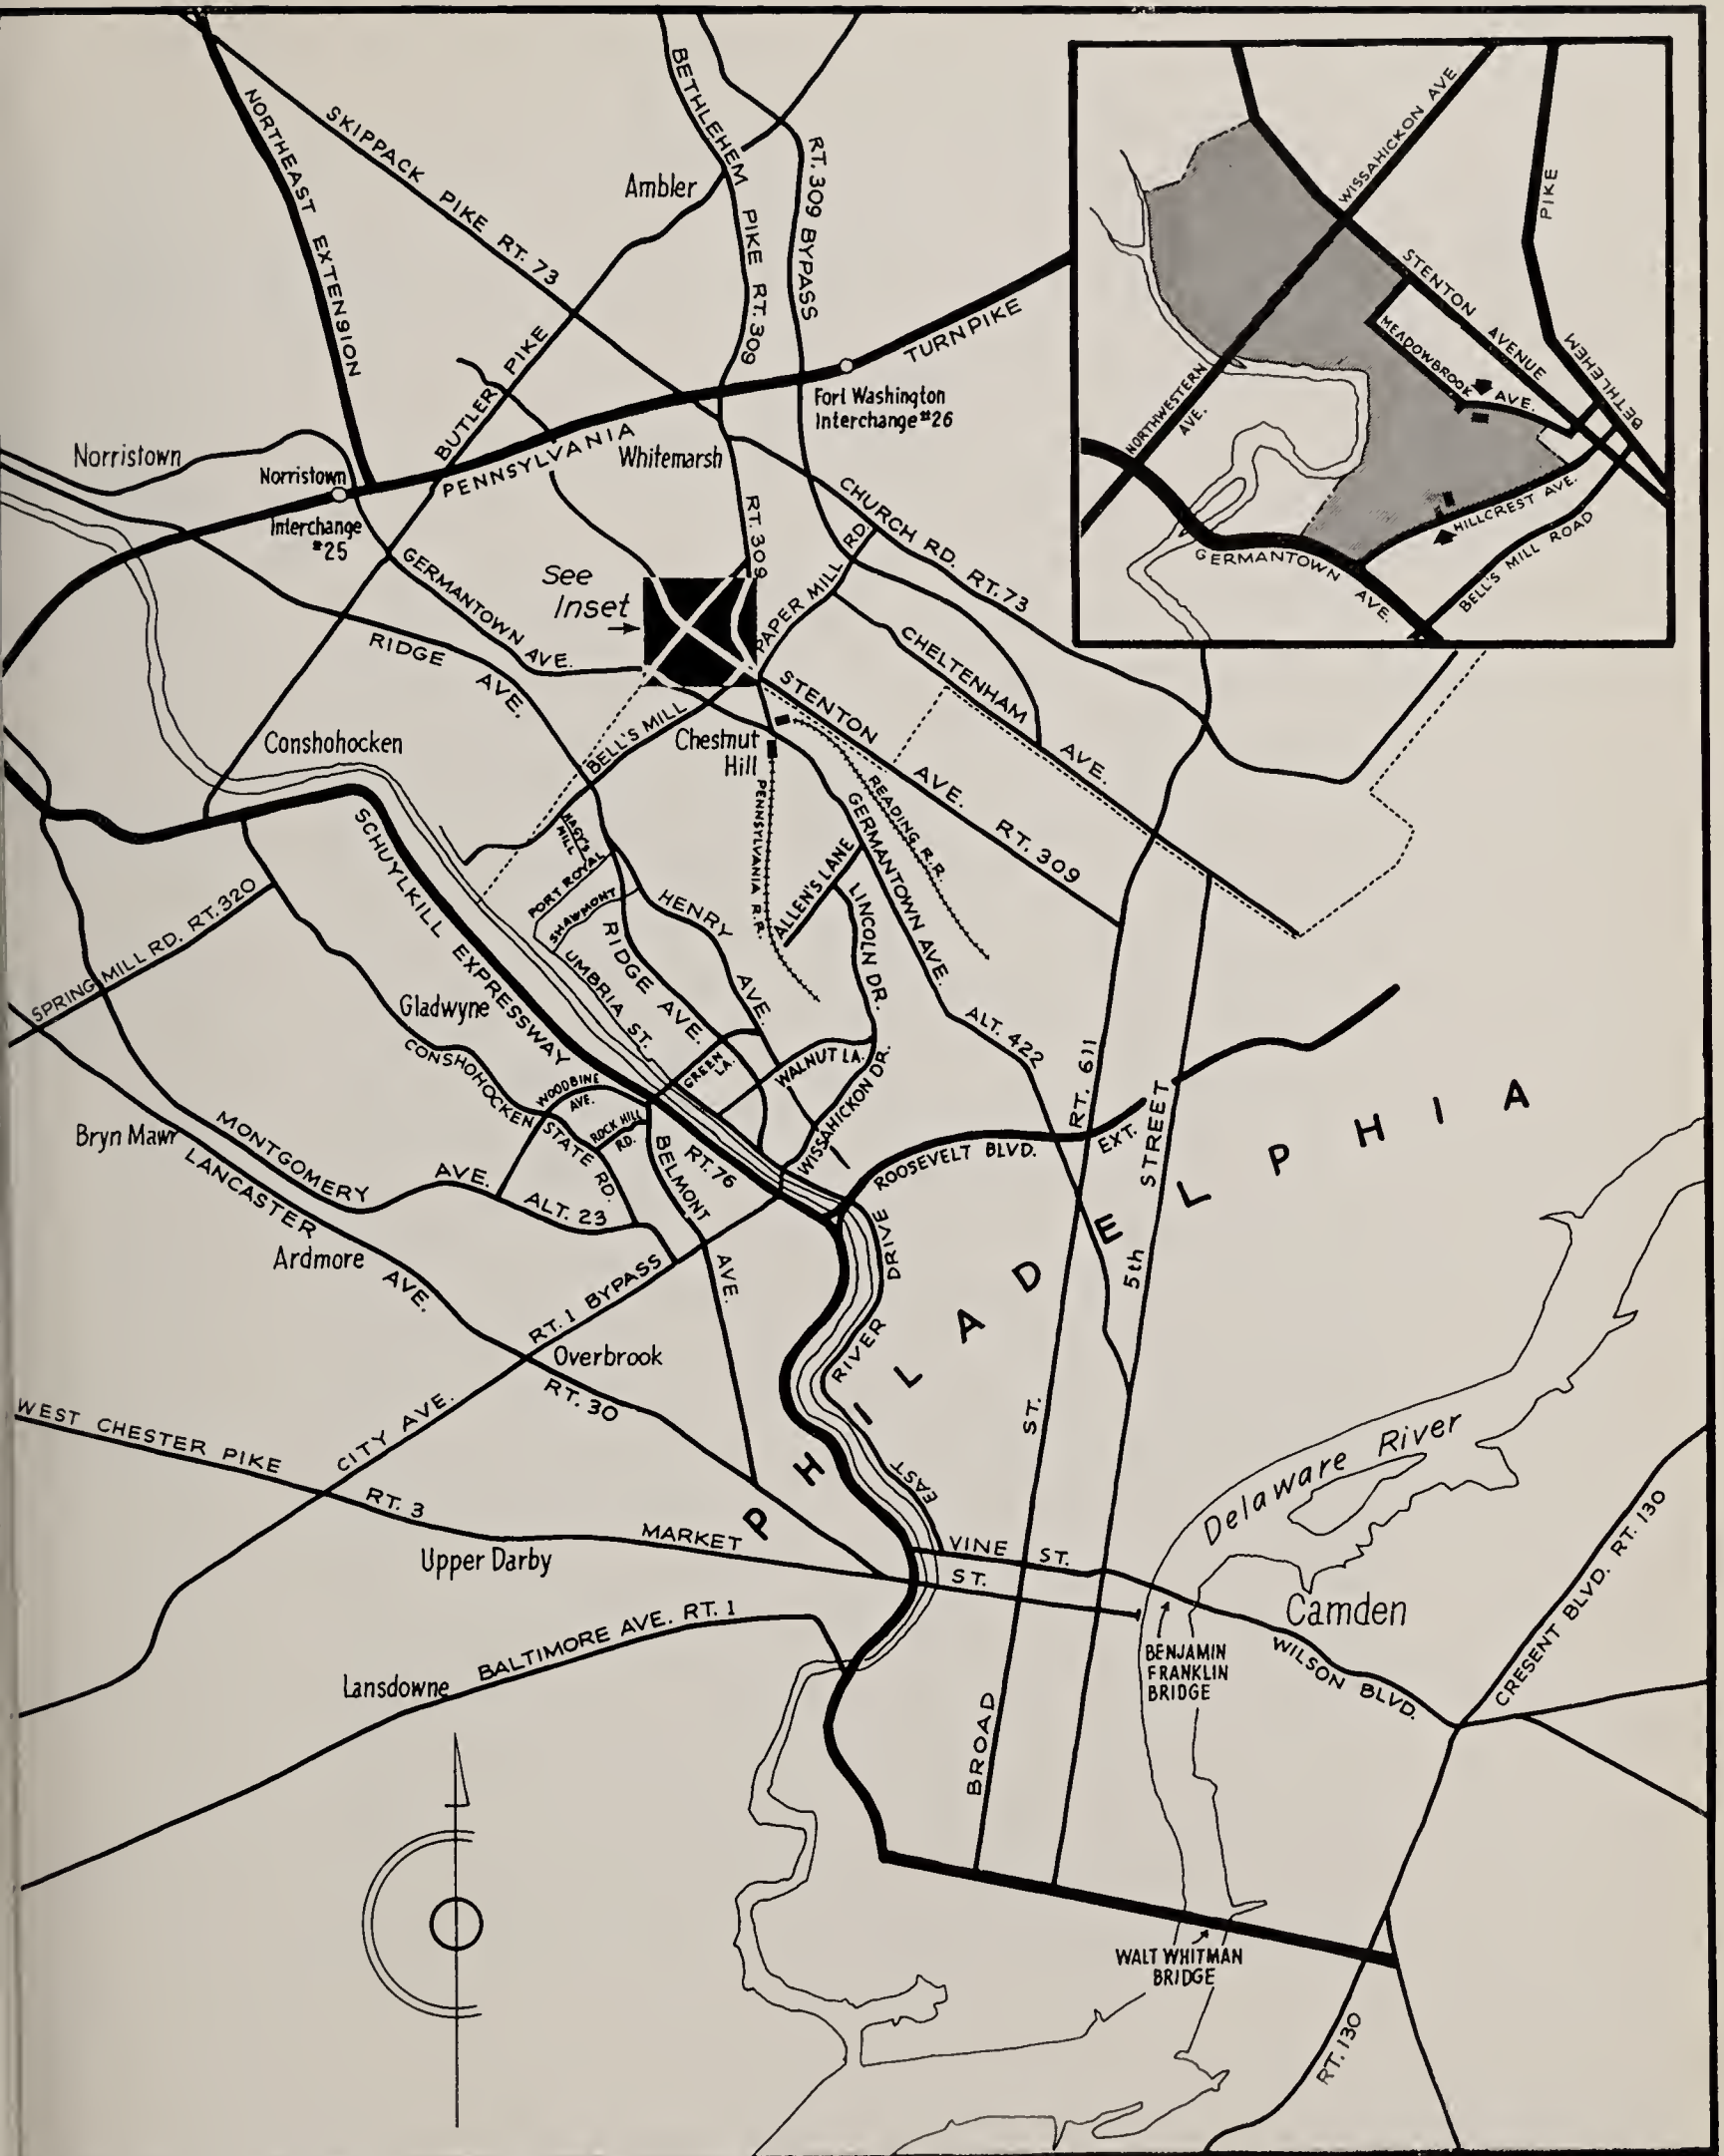 BETHLEHEM PIKE RT. 309
NORTHEAST EXTENSION
SKIPPACK PIKE RT. 73
RT. 309 BYPASS
Ambler
WISSAHICKON AVE
PIKE
STENTON AVENUE
MEADOWBROOK AVE.
BETHLEHEM
NORTHWESTERN
AVE.
HILLCREST AVE.
GERMANTOWN AVE.
BELL'S MILL ROAD
TURNPIKE
BUTLER PIKE
Fort Washington
Interchange #26
Norristown
PENNSYLVANIA
Whitemarsh
Norristown
Interchange
#25
CHURCH RD. RT. 73
RT. 309
GERMANTOWN AVE.
See
Inset
PAPER MILL RD.
RIDGE AVE.
CHELTENHAM AVE.
STENTON AVE. RT. 309
BELL'S MILL
Chestnut
Hill
Conshohocken
PENNSYLVANIA R.R.
READING R.R.
GERMANTOWN AVE.
HAGY'S
MILL
PORT ROYAL
SHAWMONT
ALLEN'S LANE
LINCOLN DR.
SCHUYLKILL EXPRESSWAY
HENRY AVE.
RIDGE AVE.
UMBRIA ST.
SPRING MILL RD. RT. 320
Gladwyne
CONSHOHOCKEN STATE RD.
WOODBINE
AVE.
ROCK HILL
RD.
GREEN
LA.
WALNUT LA.
WISSAHICKON DR.
ALT. 422
RT. 611
5th STREET
Bryn Mawr
MONTGOMERY AVE.
ALT. 23
LANCASTER AVE.
BELMONT AVE.
RT. 76
ROOSEVELT BLVD.
EXT.
PHILADELPHIA
Ardmore
RT. 1 BYPASS
EAST RIVER DRIVE
Overbrook
RT. 30
CITY AVE.
WEST CHESTER PIKE
RT. 3
MARKET ST.
Upper Darby
VINE ST.
BROAD ST.
Delaware River
Camden
BENJAMIN
FRANKLIN
BRIDGE
WILSON BLVD.
CRESENT BLVD. RT. 130
BALTIMORE AVE. RT. 1
Lansdowne
WALT WHITMAN
BRIDGE
RT. 130